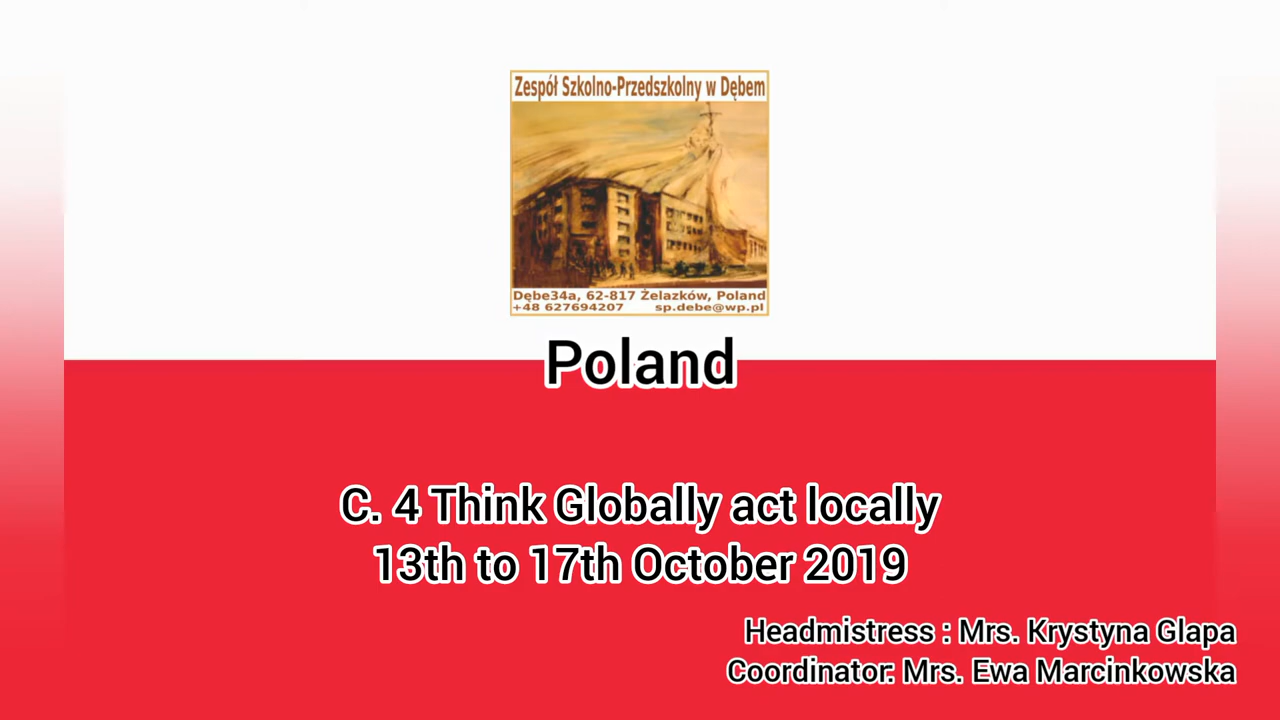 Zespół Szkolno-Przedszkolny w Dębem
Dębe34a, 62-817 Żelazków, Poland
+48 627694207 sp.debe@wp.pl
Poland
C. 4 Think Globally act locally
13th to 17th October 2019
Headmistress : Mrs. Krystyna Glapa
Coordinator: Mrs. Ewa Marcinkowska